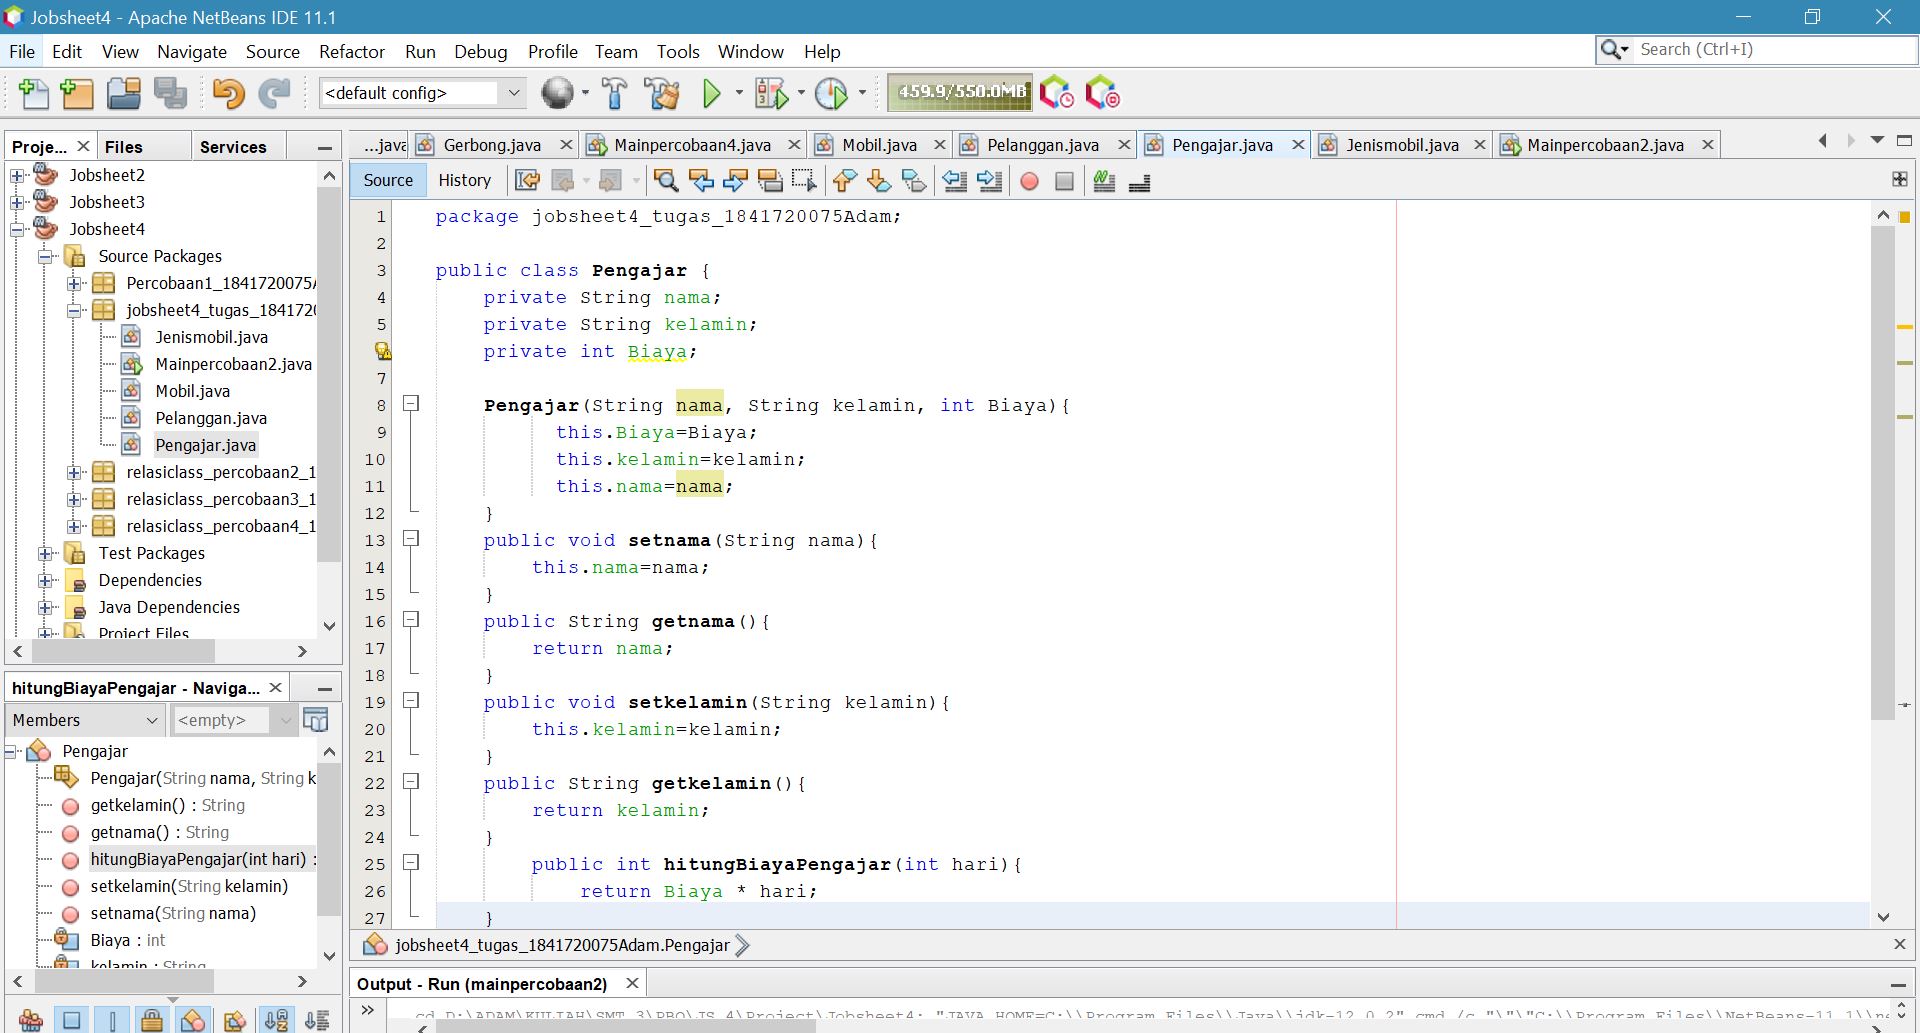 Jobsheet4 - Apache NetBeans IDE 11.1
File Edit View Navigate Source Refactor Run Debug Profile Team Tools Window Help
Search (Ctrl+I)
<default config>
459.9/550.0MB
Proje... Files Services
...java Gerbong.java Mainpercobaan4.java Mobil.java Pelanggan.java Pengajar.java Jenismobil.java Mainpercobaan2.java
Source History
Jobsheet2
Jobsheet3
Jobsheet4
Source Packages
Percobaan1_1841720075
jobsheet4_tugas_184172
Jenismobil.java
Mainpercobaan2.java
Mobil.java
Pelanggan.java
Pengajar.java
relasiclass_percobaan2_1
relasiclass_percobaan3_1
relasiclass_percobaan4_1
Test Packages
Dependencies
Java Dependencies
Project Files
hitungBiayaPengajar - Naviga...
Members <empty>
Pengajar
Pengajar(String nama, String k
getkelamin() : String
getnama() : String
hitungBiayaPengajar(int hari) :
setkelamin(String kelamin)
setnama(String nama)
Biaya : int
kelamin : String
1 package jobsheet4_tugas_1841720075Adam;
2
3 public class Pengajar {
4 private String nama;
5 private String kelamin;
private int Biaya;
7
8 Pengajar(String nama, String kelamin, int Biaya){
9 this.Biaya=Biaya;
10 this.kelamin=kelamin;
11 this.nama=nama;
12 }
13 public void setnama(String nama){
14 this.nama=nama;
15 }
16 public String getnama(){
17 return nama;
18 }
19 public void setkelamin(String kelamin){
20 this.kelamin=kelamin;
21 }
22 public String getkelamin(){
23 return kelamin;
24 }
25 public int hitungBiayaPengajar(int hari){
26 return Biaya * hari;
27 }
jobsheet4_tugas_1841720075Adam.Pengajar
Output - Run (mainpercobaan2)
cd D:\ADAM\KULIAH\SMT 3\PBO\JS 4\Project\Jobsheet4; "JAVA_HOME=C:\\Program Files\\Java\\jdk-12.0.2" cmd /c "\"\"C:\\Program Files\\NetBeans-11.1\\ne